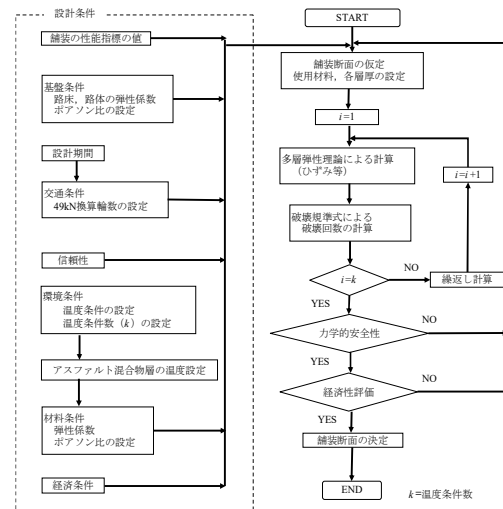 設計条件
舗装の性能指標の値
基盤条件
路床，路体の弾性係数
ポアソン比の設定
設計期間
交通条件
49kN換算輪数の設定
信頼性
環境条件
温度条件の設定
温度条件数（k）の設定
アスファルト混合物層の温度設定
材料条件
弾性係数
ポアソン比の設定
経済条件
START
舗装断面の仮定
使用材料，各層厚の設定
i=1
多層弾性理論による計算
（ひずみ等）
i=i+1
破壊規準式による
破壊回数の計算
i=k
NO
繰返し計算
YES
力学的安全性
NO
YES
経済性評価
NO
YES
舗装断面の決定
END
k=温度条件数